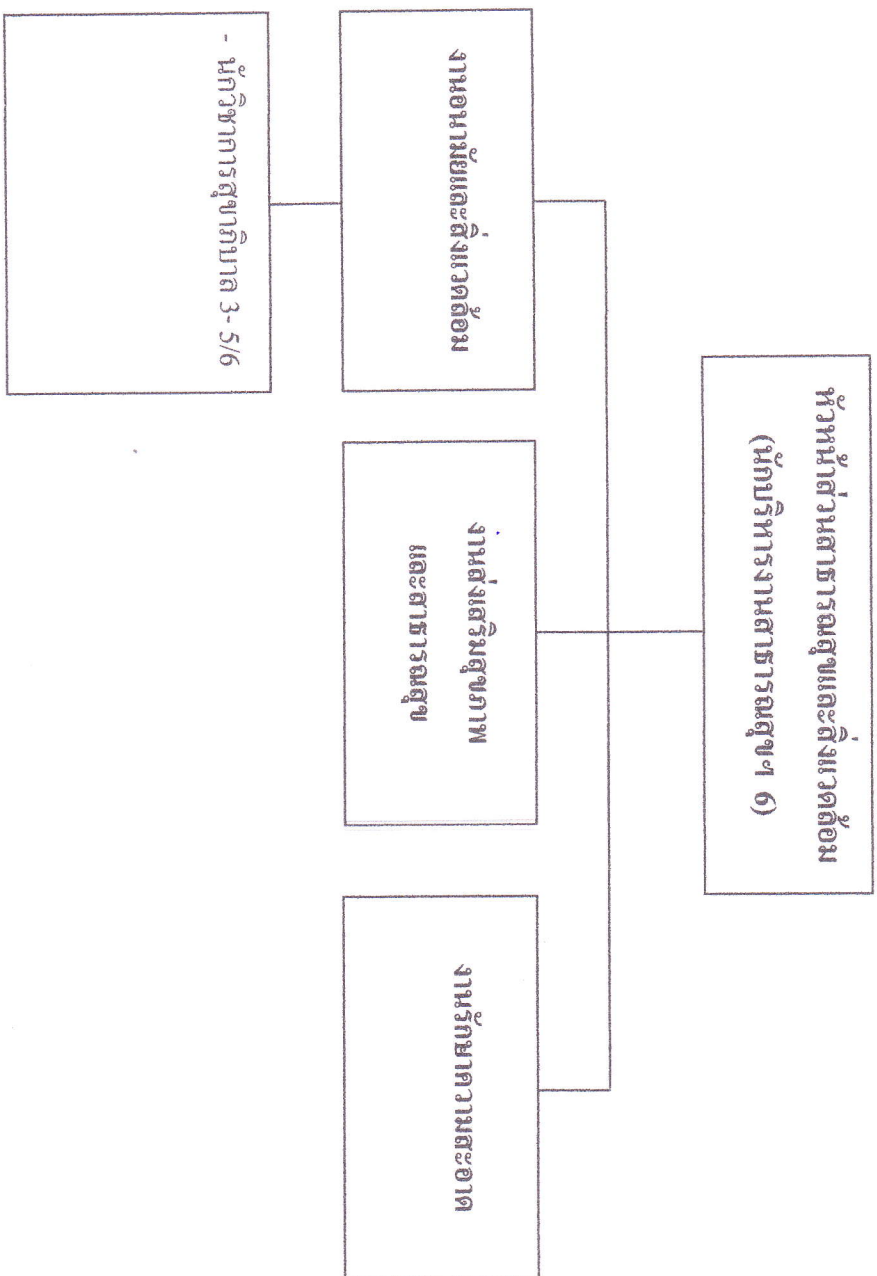 หัวหน้าส่วนสาธารณสุขและสิ่งแวดล้อม
(นักบริหารงานสาธารณสุขฯ 6)
งานอนามัยและสิ่งแวดล้อม
งานส่งเสริมสุขภาพ
และสาธารณสุข
งานรักษาความสะอาด
- นักวิชาการสุขาภิบาล 3- 5/6